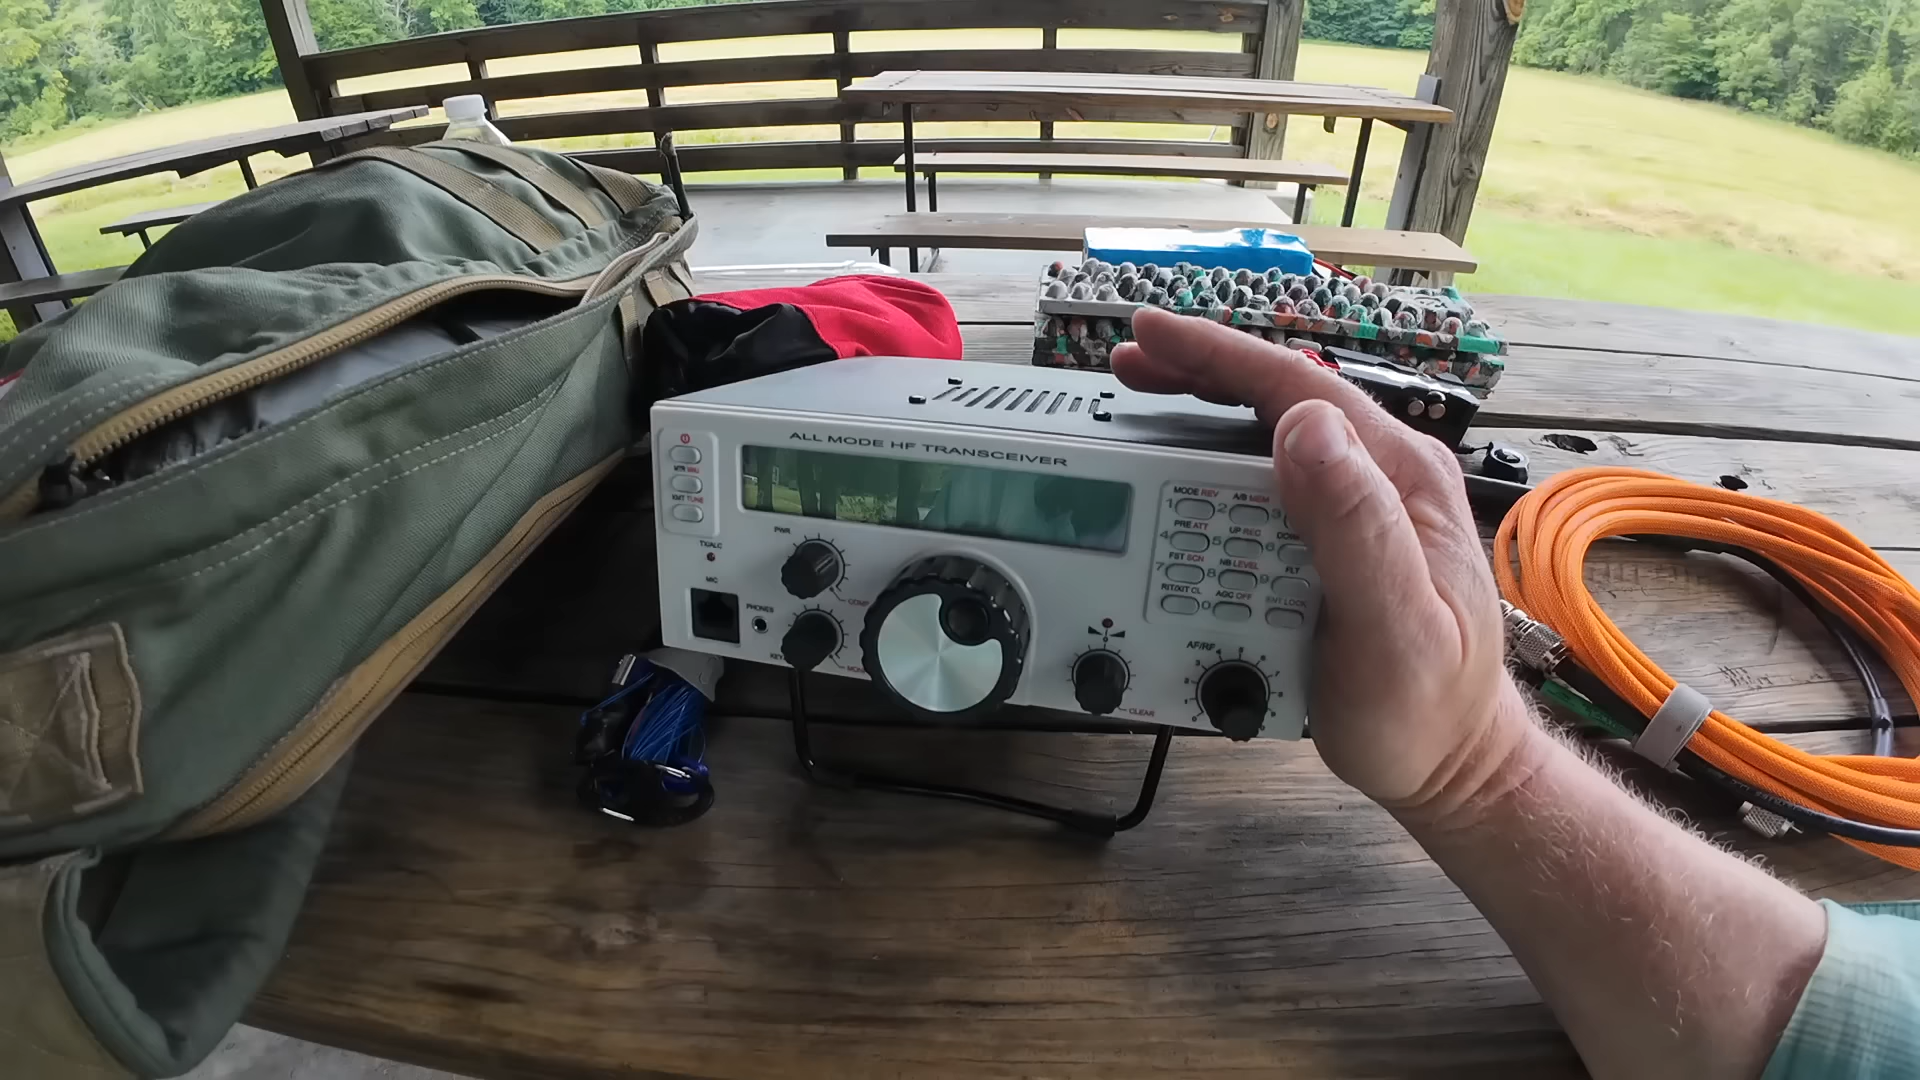 ALL MODE HF TRANSCEIVER
MTR MNU
XMT TUNE
TX/ALC
MIC
PHONES
PWR
COMP
KEY
MON
MODE REV
A/B MEM
1
2
3
PRE ATT
UP REC
DOWN
4
5
6
FST SCN
NB LEVEL
FLT
7
8
9
RIT/XIT CL
AGC OFF
ENT LOCK
0
CLEAR
AF/RF